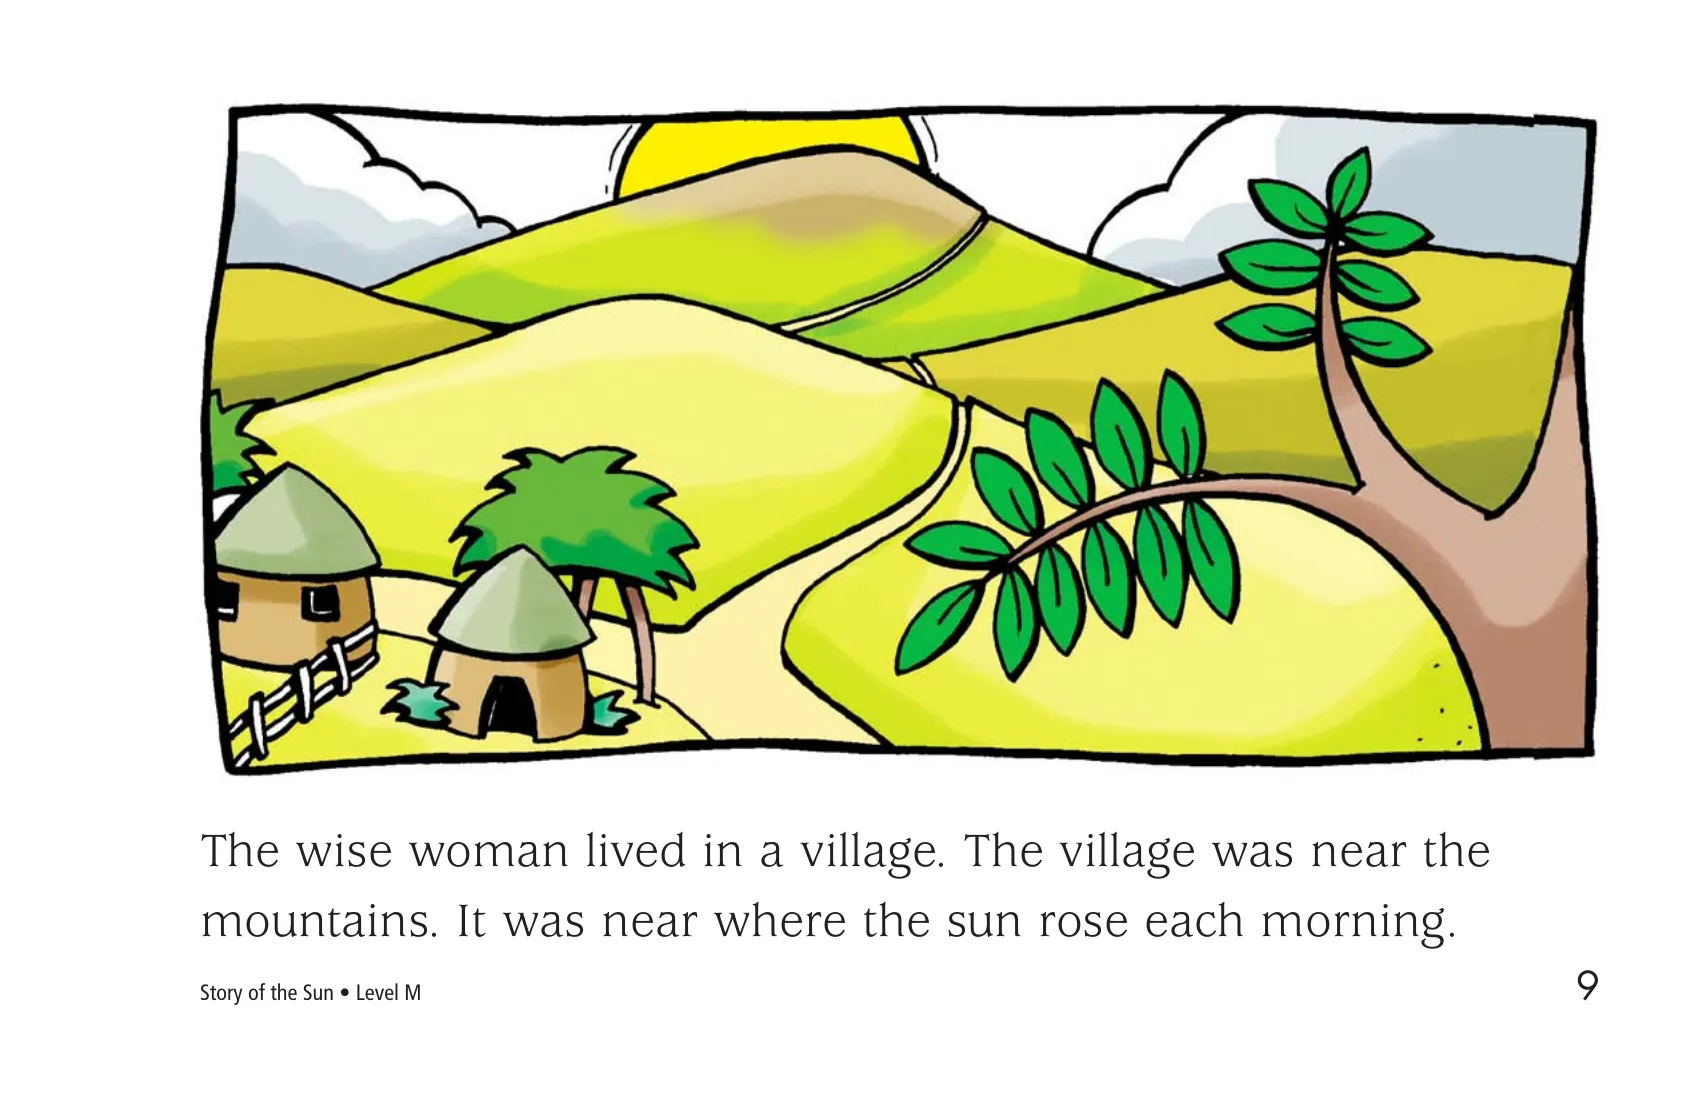 The wise woman lived in a village. The village was near the
mountains. It was near where the sun rose each morning.
Story of the Sun • Level M
9